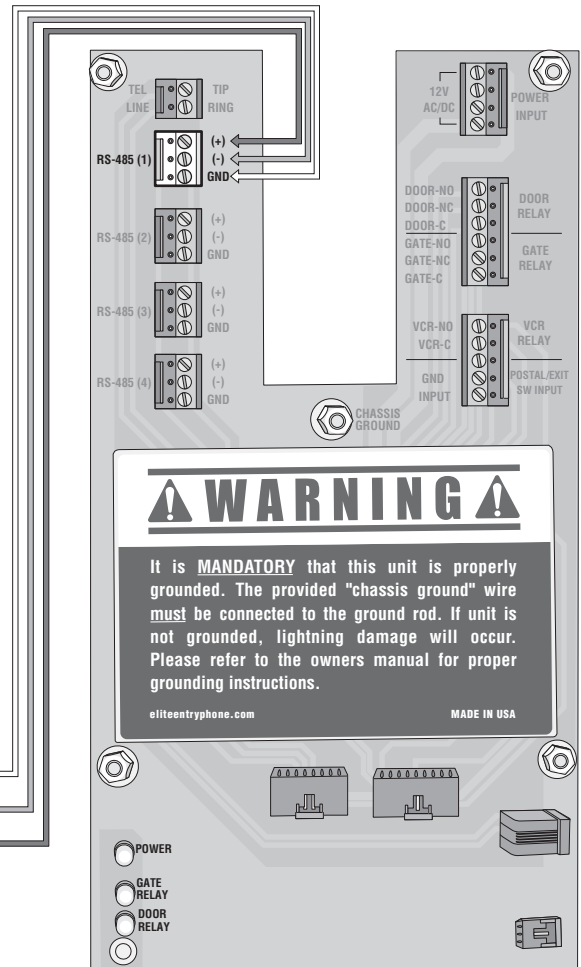 TEL TIP
LINE RING
RS-485 (1)
(+)
(-)
GND
RS-485 (2)
(+)
(-)
GND
RS-485 (3)
(+)
(-)
GND
RS-485 (4)
(+)
(-)
GND
12V
AC/DC
POWER
INPUT
DOOR-NO
DOOR-NC
DOOR-C
GATE-NO
GATE-NC
GATE-C
DOOR
RELAY
GATE
RELAY
VCR-NO
VCR-C
GND
INPUT
VCR
RELAY
POSTAL/EXIT
SW INPUT
CHASSIS
GROUND
WARNING
It is MANDATORY that this unit is properly
grounded. The provided "chassis ground" wire
must be connected to the ground rod. If unit is
not grounded, lightning damage will occur.
Please refer to the owners manual for proper
grounding instructions.
eliteentryphone.com MADE IN USA
POWER
GATE
RELAY
DOOR
RELAY